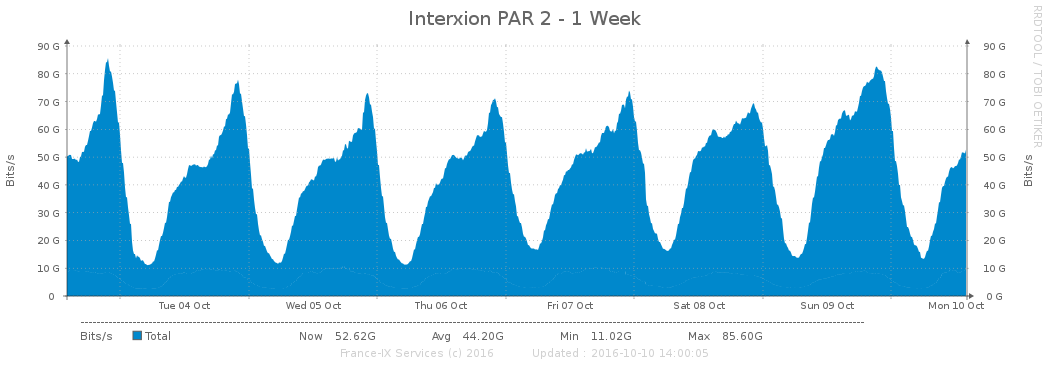 Interxion PAR 2 - 1 Week
RRDTOOL / TOBI OETIKER
Bits/s
90 G 90 G
80 G 80 G
70 G 70 G
60 G 60 G
50 G 50 G
40 G 40 G
30 G 30 G
20 G 20 G
10 G 10 G
0 0 G
Bits/s
Tue 04 Oct Wed 05 Oct Thu 06 Oct Fri 07 Oct Sat 08 Oct Sun 09 Oct Mon 10 Oct
Bits/s Total Now 52.62G Avg 44.20G Min 11.02G Max 85.60G
France-IX Services (c) 2016 Updated : 2016-10-10 14:00:05